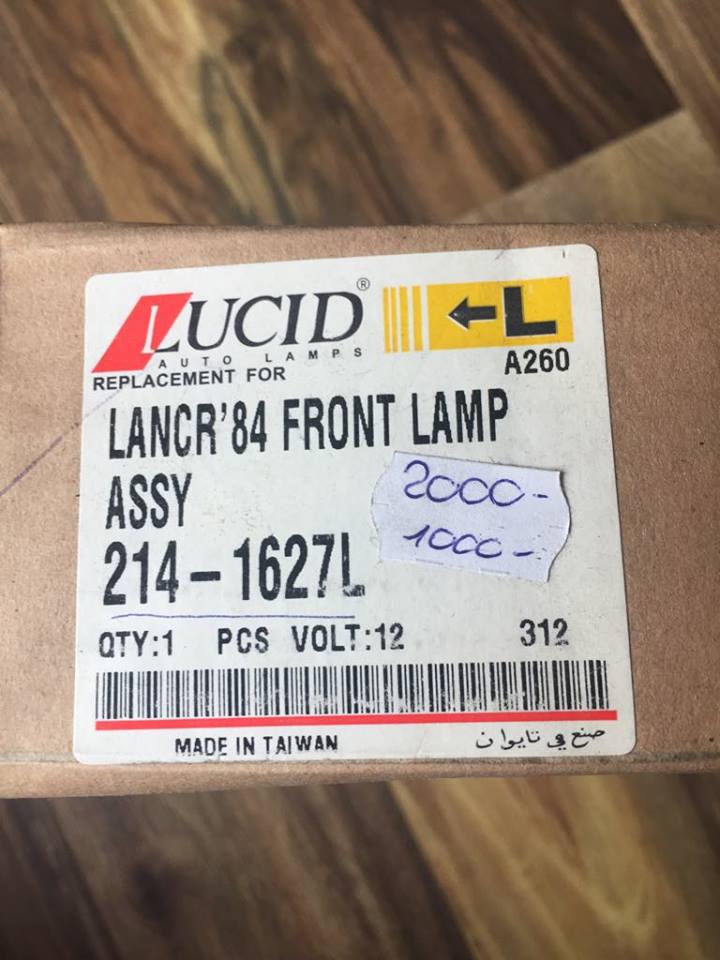 LUCID®
AUTO LAMPS
L
A260
REPLACEMENT FOR
LANCR'84 FRONT LAMP
ASSY
2000-
1000-
214-1627L
QTY:1 PCS VOLT:12 312
MADE IN TAIWAN صنع في تايوان